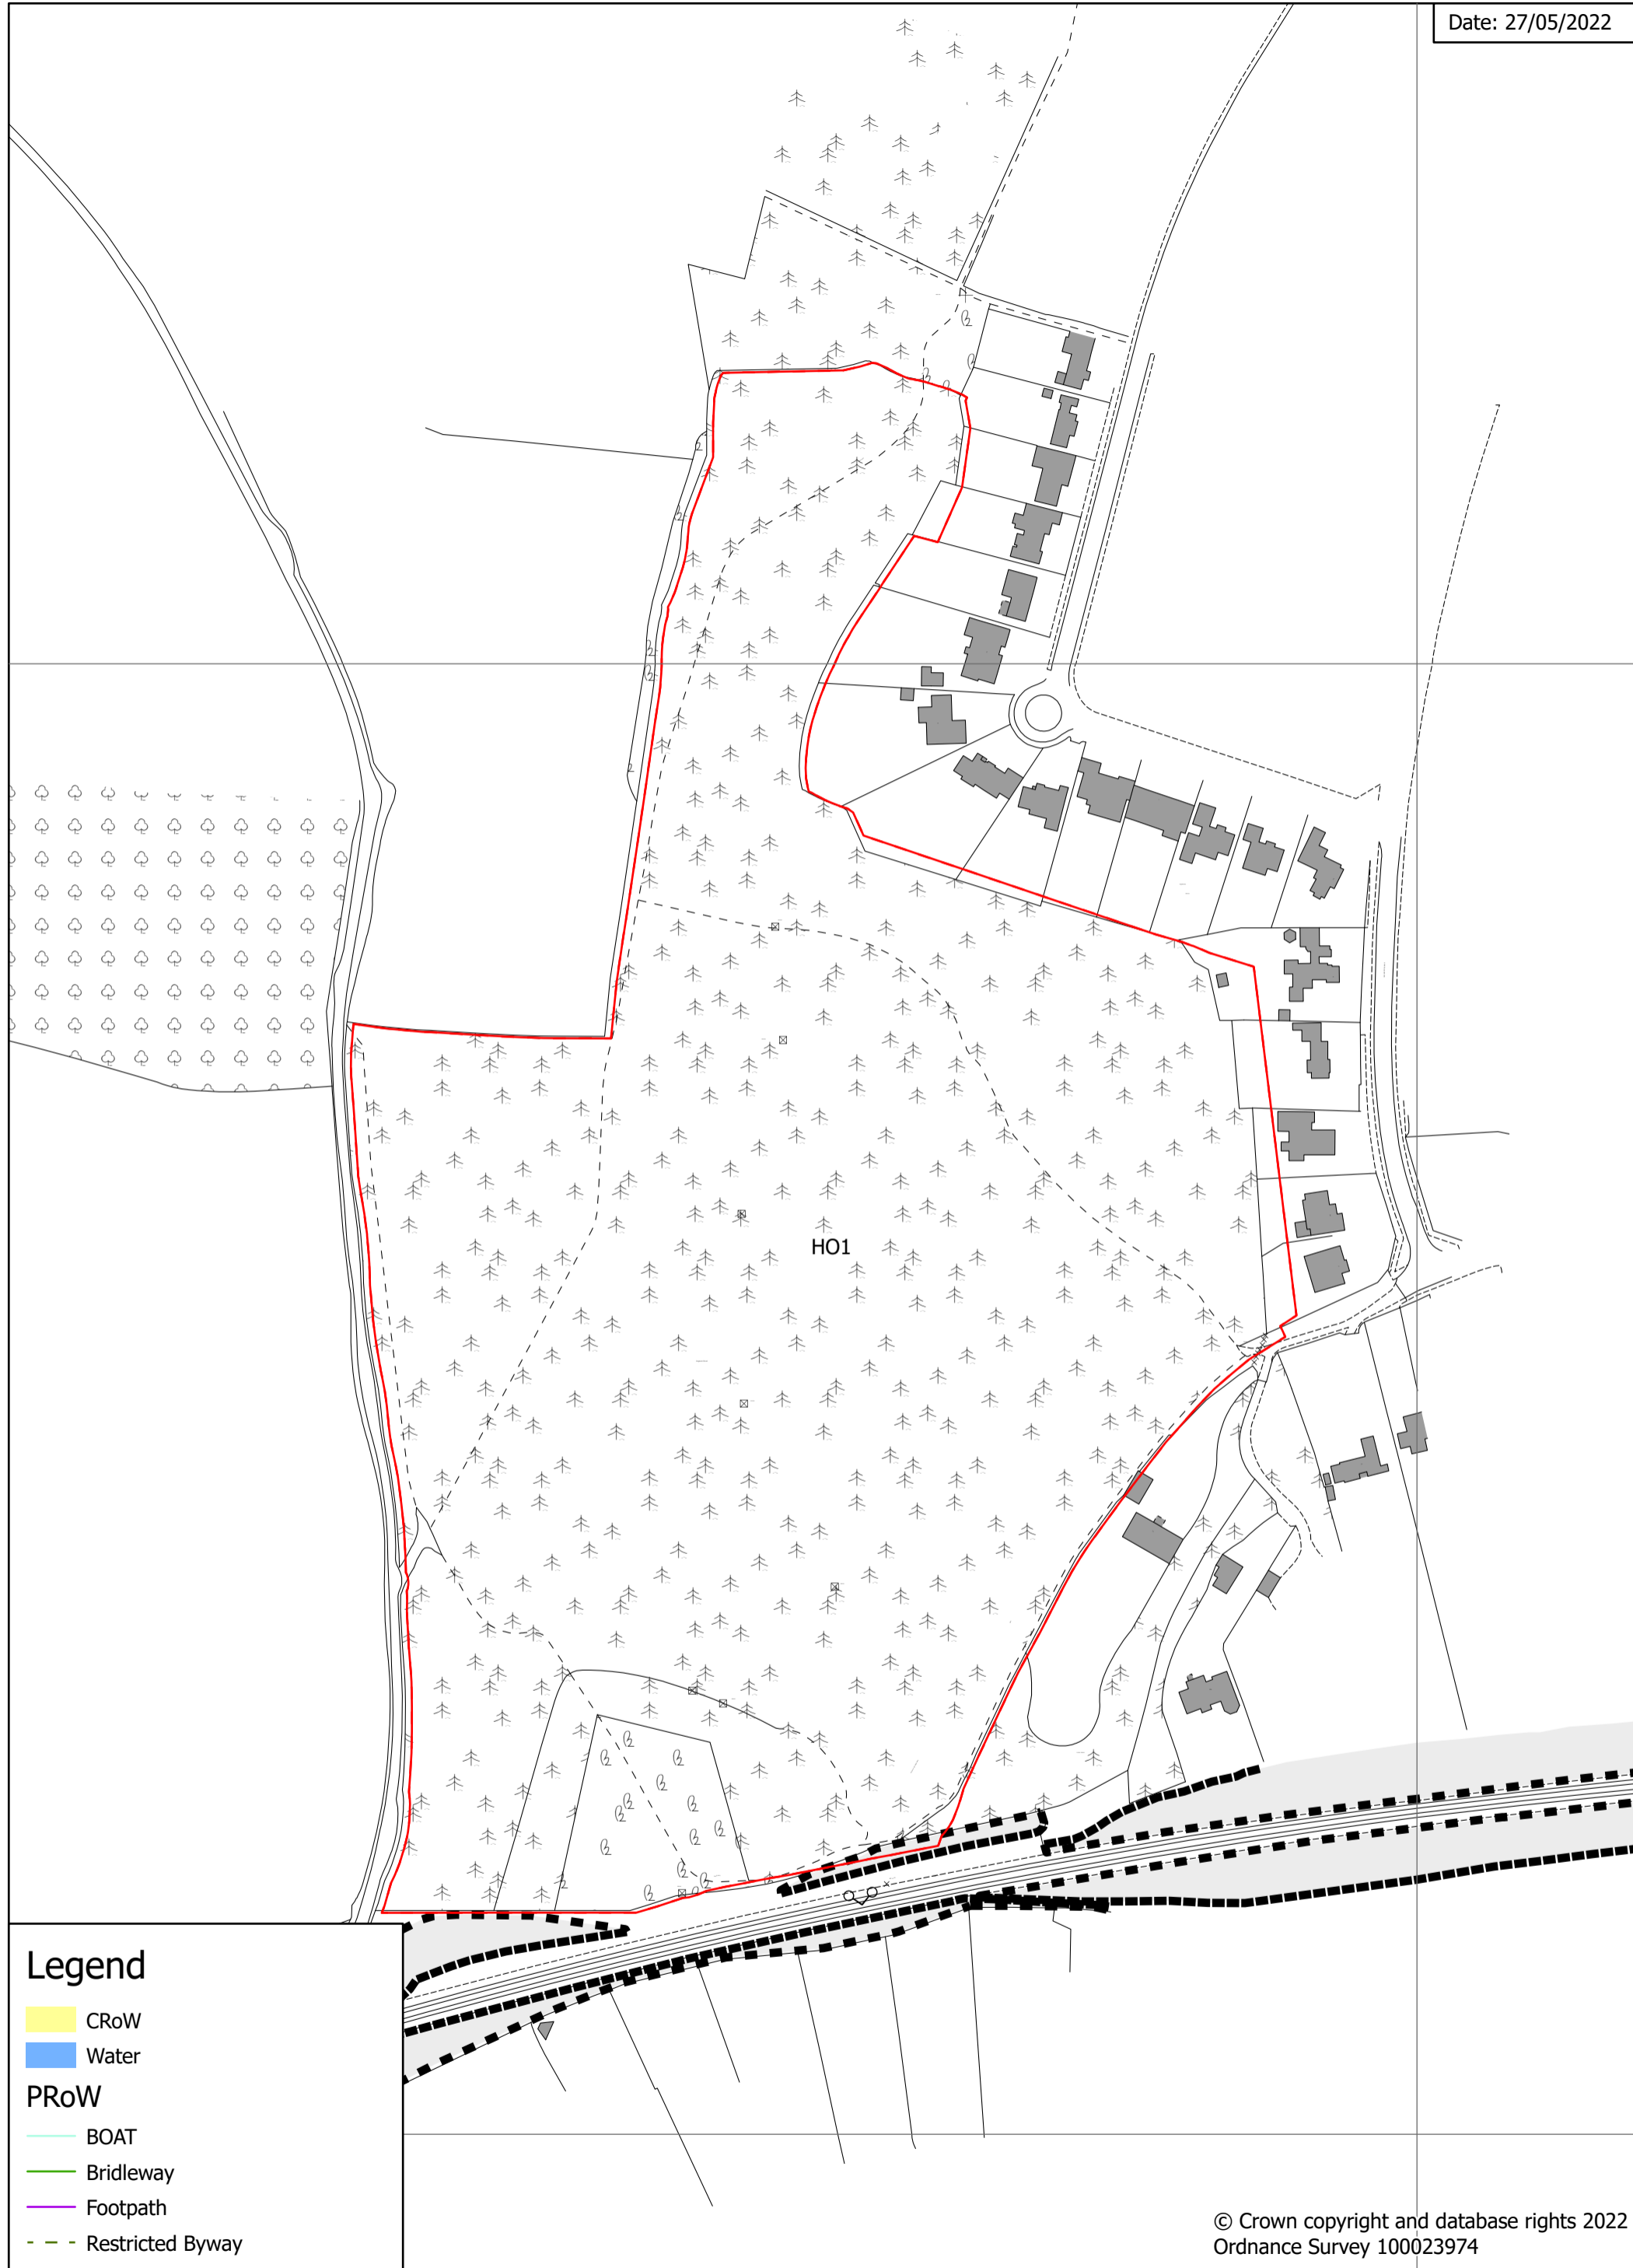 Date: 27/05/2022
HO1
Legend
CRoW
Water
PRoW
BOAT
Bridleway
Footpath
Restricted Byway
© Crown copyright and database rights 2022
Ordnance Survey 100023974